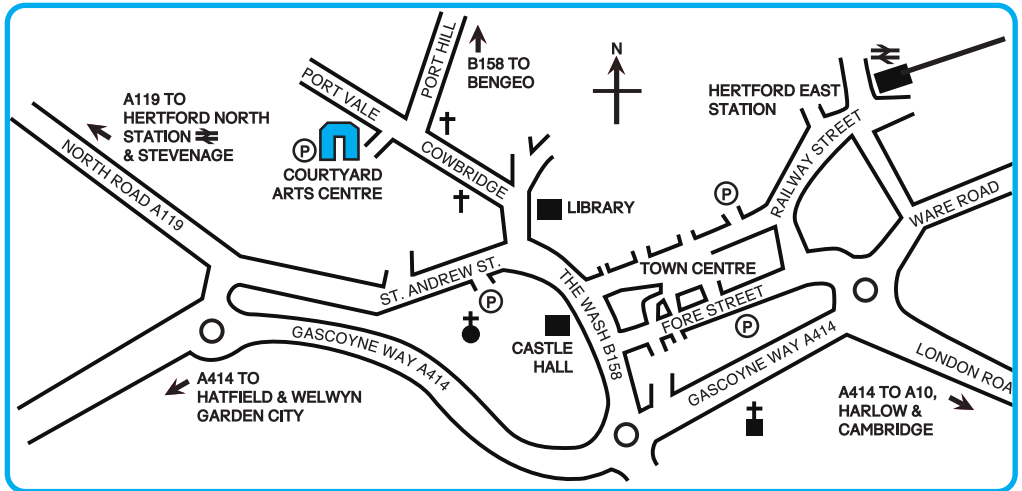 PORT HILL
B158 TO
BENGEO
N
PORT VALE
HERTFORD EAST
STATION
A119 TO
HERTFORD NORTH
STATION
& STEVENAGE
P
COURTYARD
ARTS CENTRE
COWBRIDGE
RAILWAY STREET
NORTH ROAD A119
P
WARE ROAD
LIBRARY
ST. ANDREW ST.
TOWN CENTRE
P
THE WASH B158
FORE STREET
P
GASCOYNE WAY A414
CASTLE
HALL
GASCOYNE WAY A414
LONDON ROA
A414 TO
HATFIELD & WELWYN
GARDEN CITY
A414 TO A10,
HARLOW &
CAMBRIDGE